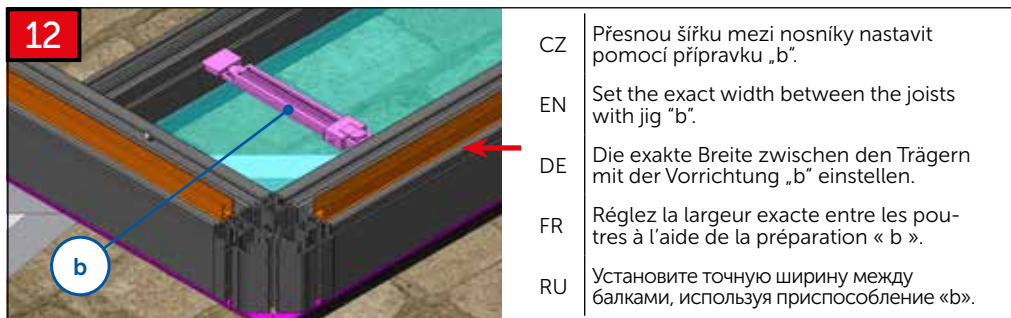 12
b
CZ
Přesnou šířku mezi nosníky nastavit
pomocí přípravku „b“.
EN
Set the exact width between the joists
with jig “b”.
DE
Die exakte Breite zwischen den Trägern
mit der Vorrichtung „b“ einstellen.
FR
Réglez la largeur exacte entre les pou-
tres à l’aide de la préparation « b ».
RU
Установите точную ширину между
балками, используя приспособление «b».